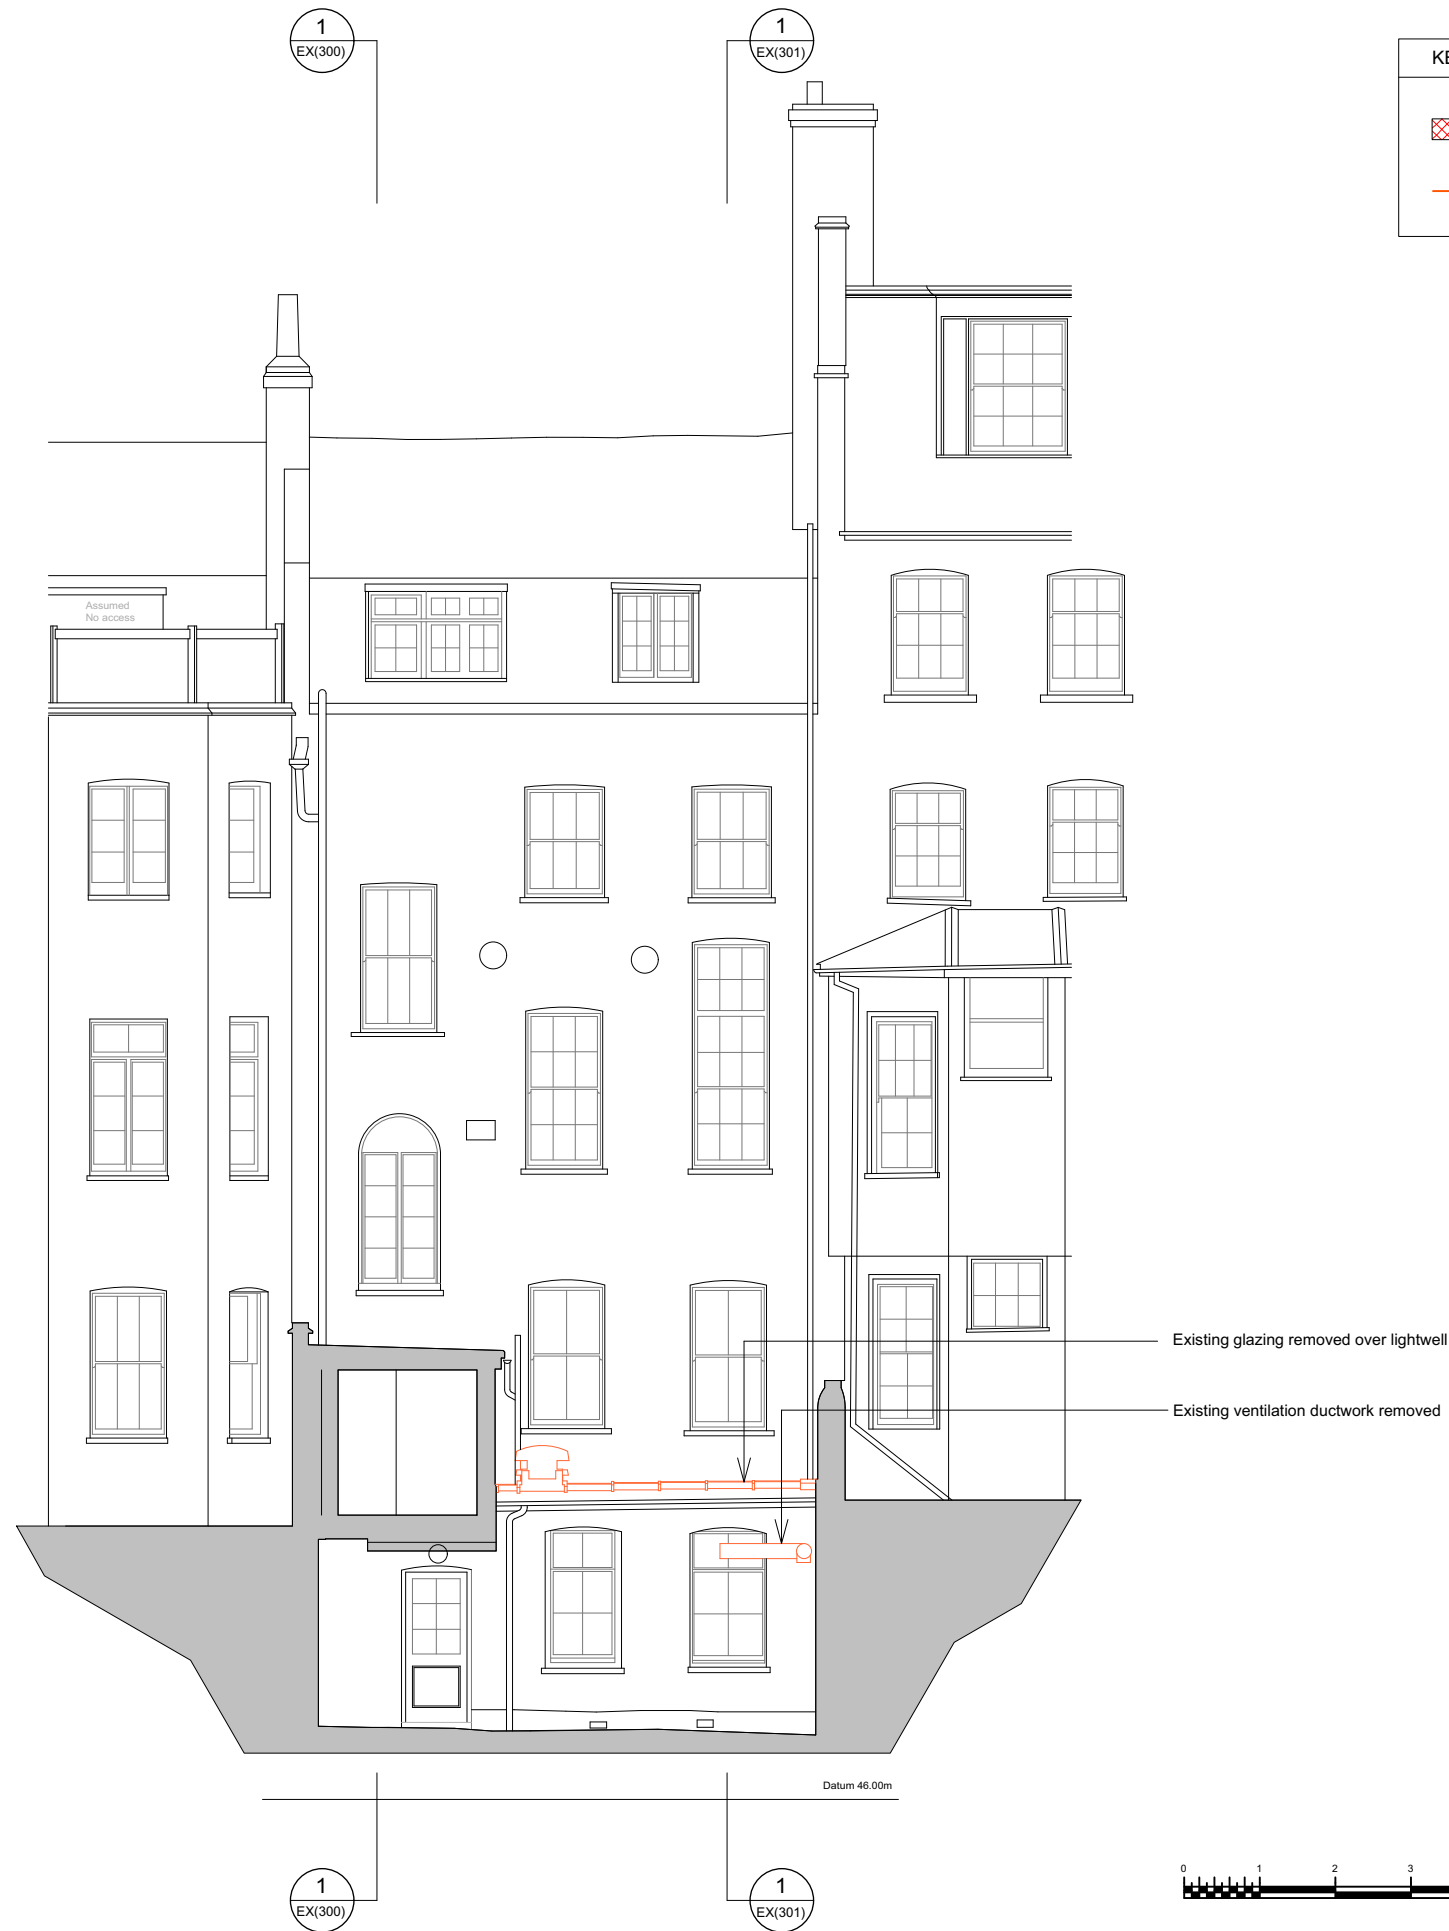 1
EX(300)
1
EX(301)
Assumed
No access
Existing glazing removed over lightwell
Existing ventilation ductwork removed
Datum 46.00m
1
EX(300)
1
EX(301)
0 1 2 3